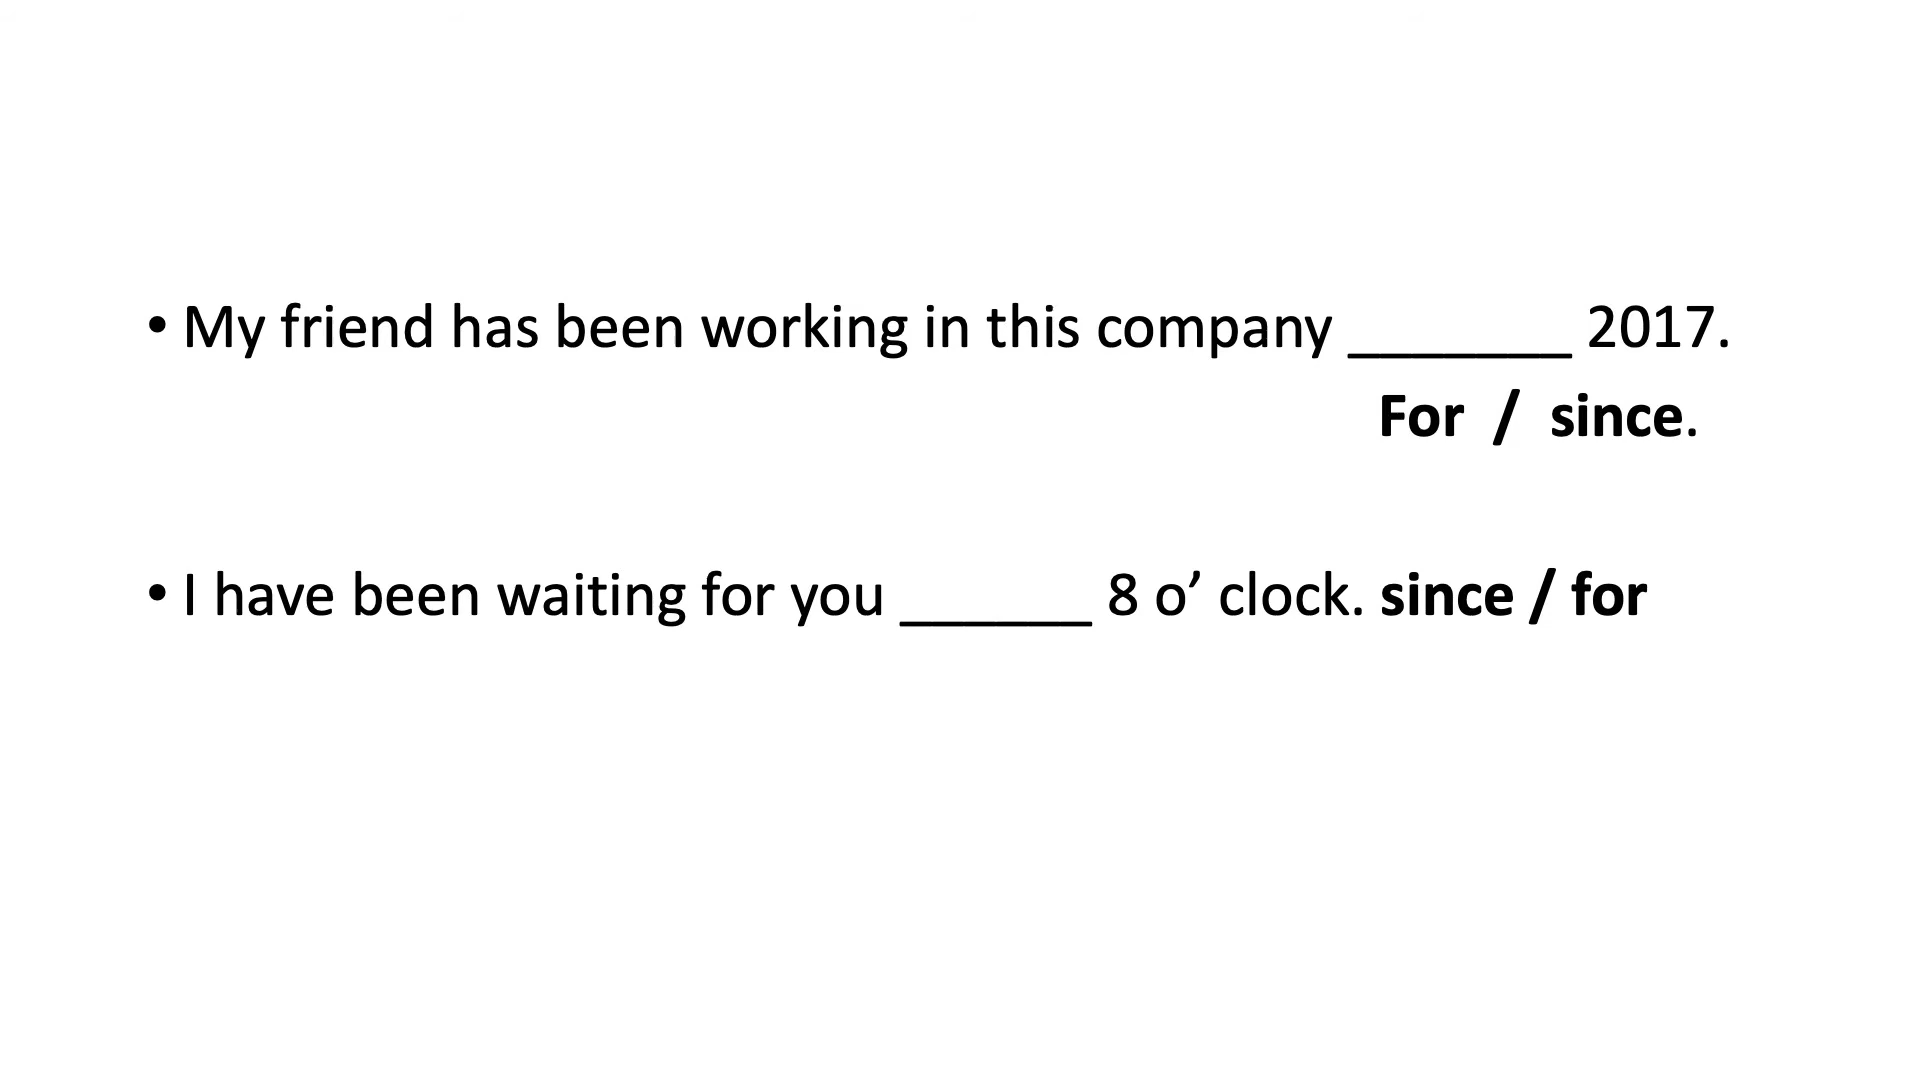 • My friend has been working in this company _______ 2017.
For / since.
• I have been waiting for you ______ 8 o’ clock. since / for